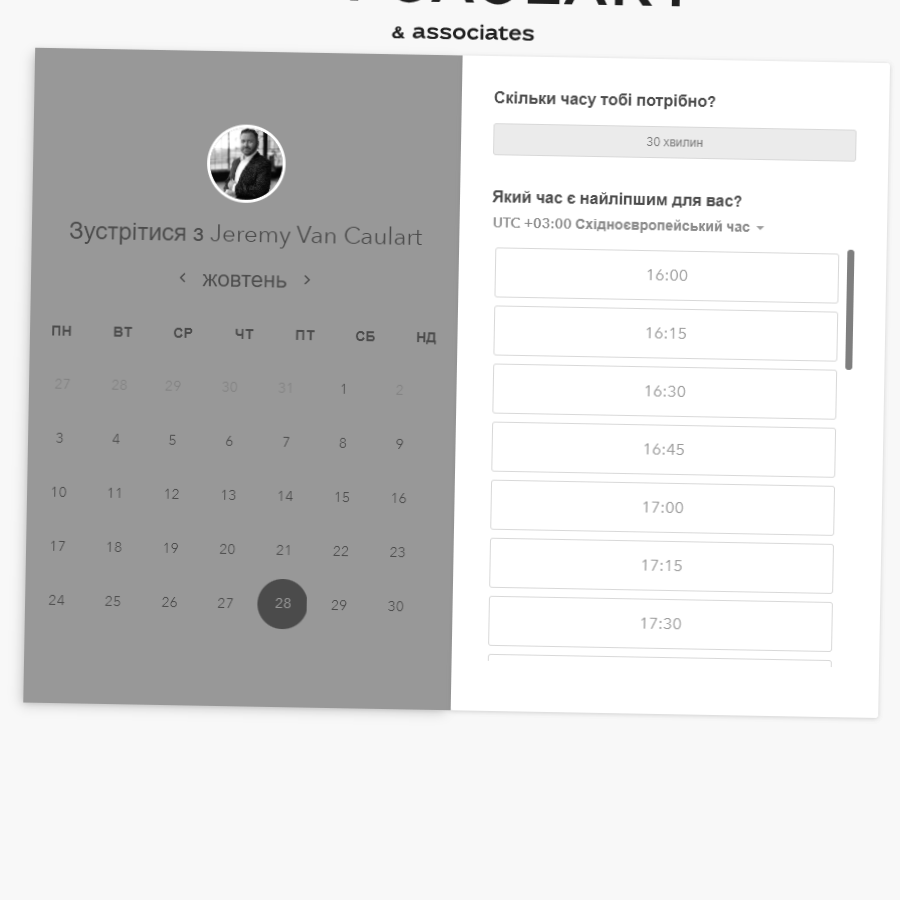 & associates
Зустрітися з Jeremy Van Caulart
жовтень
ПН ВТ СР ЧТ ПТ СБ НД
27 28 29 30 31 1 2
3 4 5 6 7 8 9
10 11 12 13 14 15 16
17 18 19 20 21 22 23
24 25 26 27 28 29 30
Скільки часу тобі потрібно?
30 хвилин
Який час є найліпшим для вас?
UTC +03:00 Східноєвропейський час
16:00
16:15
16:30
16:45
17:00
17:15
17:30